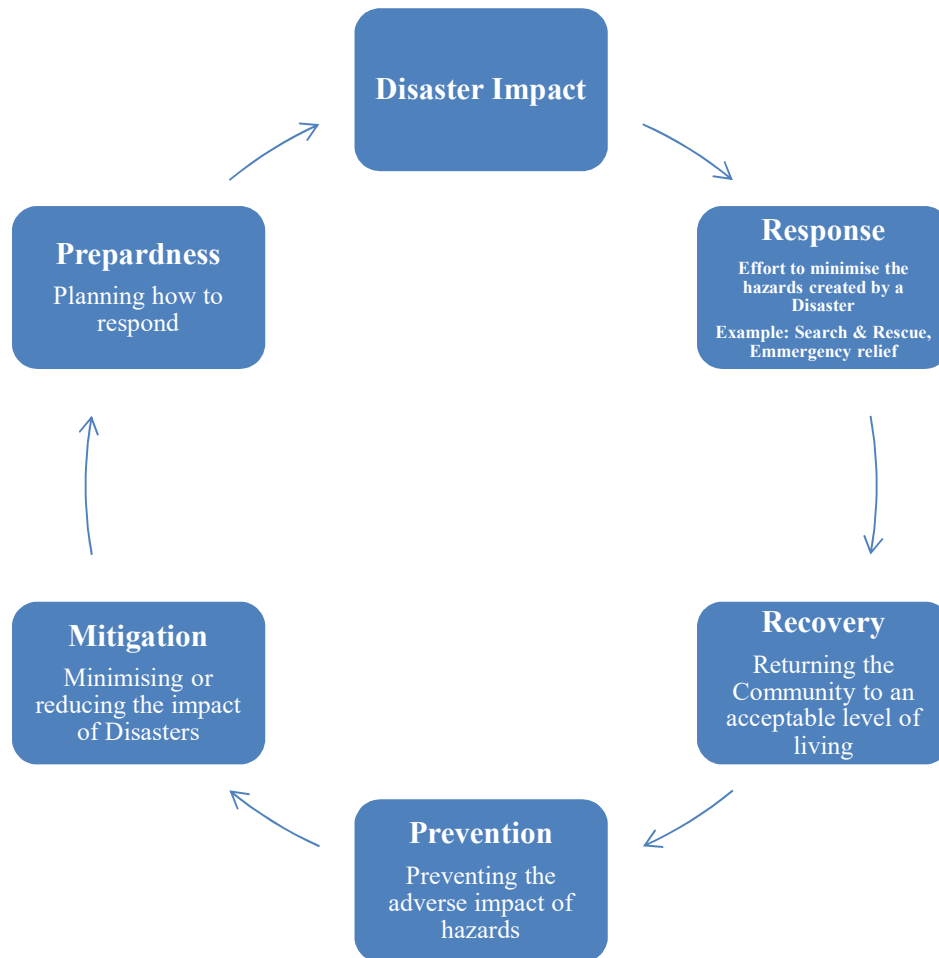 Disaster Impact
Response
Effort to minimise the
hazards created by a
Disaster
Example: Search & Rescue,
Emmergency relief
Recovery
Returning the
Community to an
acceptable level of
living
Prevention
Preventing the
adverse impact of
hazards
Mitigation
Minimising or
reducing the impact
of Disasters
Prepardness
Planning how to
respond